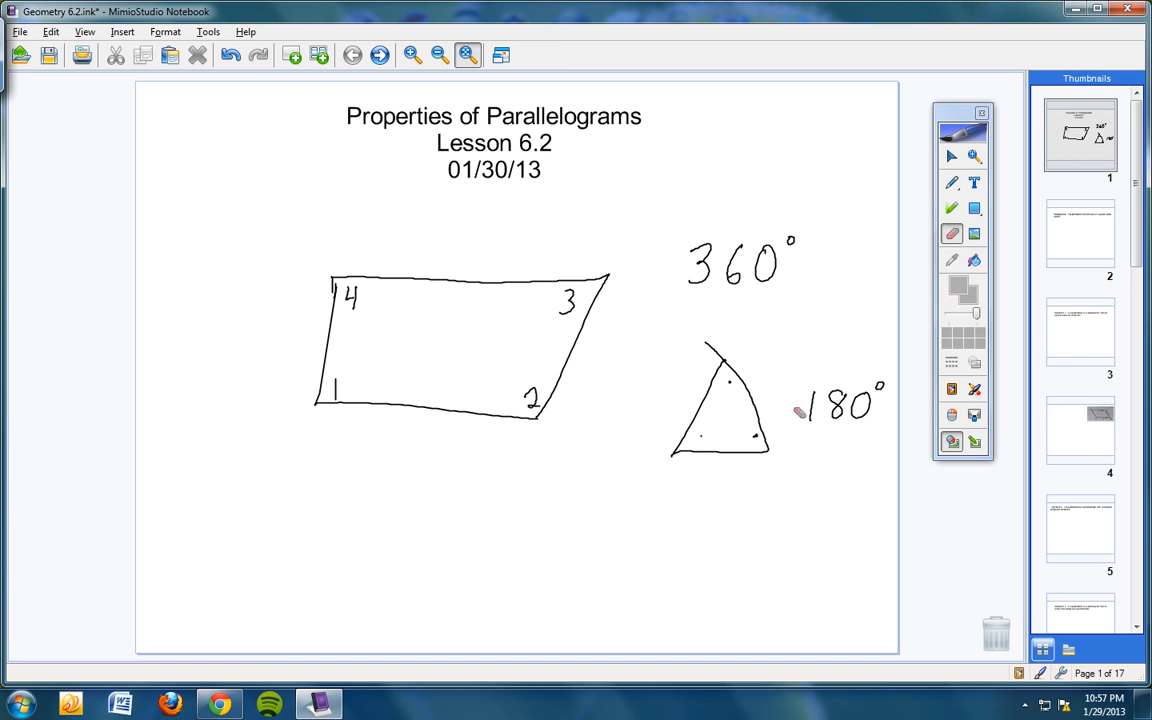 Geometry 6.2.ink* - MimioStudio Notebook
File Edit View Insert Format Tools Help
Properties of Parallelograms
Lesson 6.2
01/30/13
360°
4 3
1 2
180°
Thumbnails
1
2
3
4
5
Page 1 of 17
10:57 PM
1/29/2013